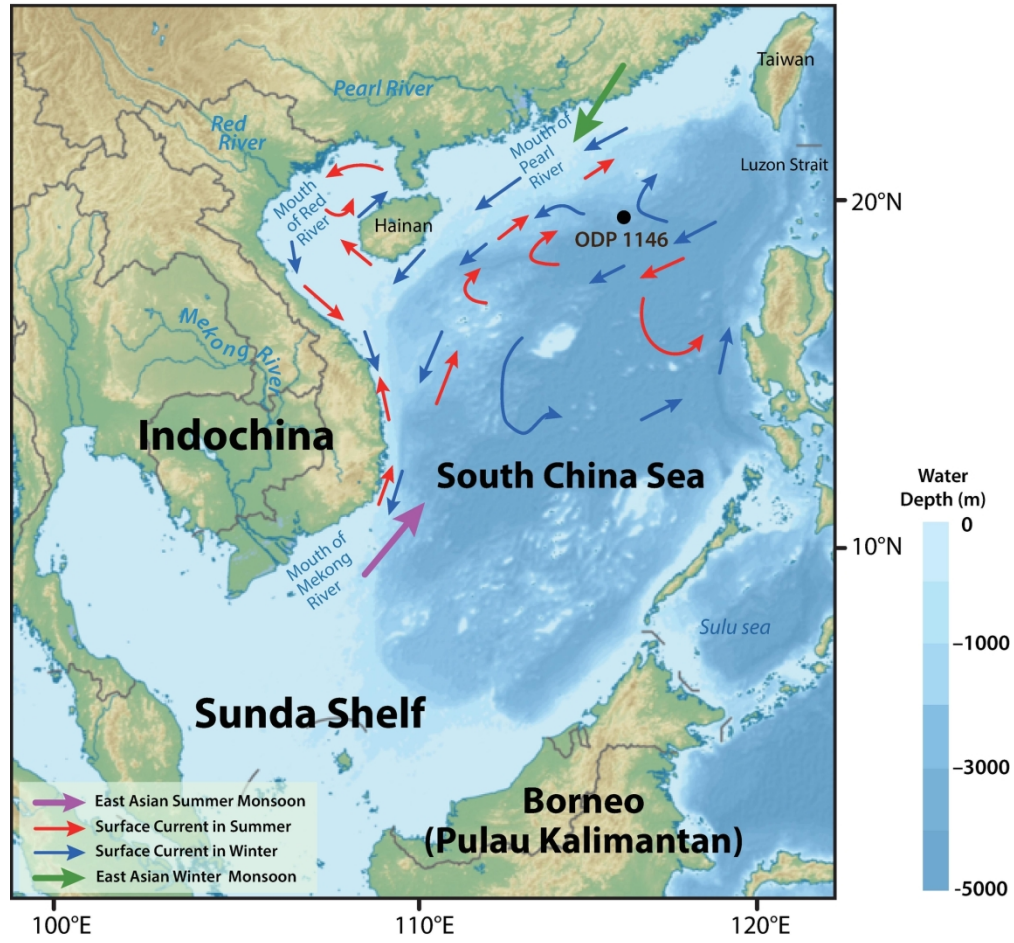 Taiwan
Pearl River
Red
River
Mouth of
Pearl
River
Luzon Strait
Mouth
of Red
River
Hainan
20°N
ODP 1146
Mekong River
Indochina
South China Sea
Water
Depth (m)
0
–1000
–3000
-5000
10°N
Mouth of
Mekong
River
Sulu sea
Sunda Shelf
East Asian Summer Monsoon
Surface Current in Summer
Surface Current in Winter
East Asian Winter Monsoon
Borneo
(Pulau Kalimantan)
100°E
110°E
120°E